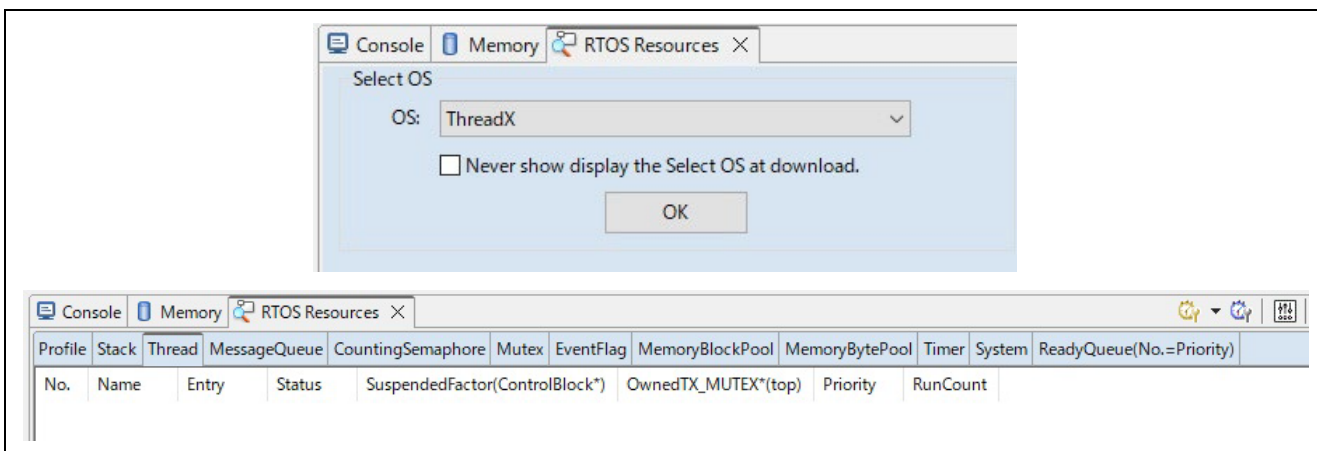 Console Memory RTOS Resources
Select OS
OS: ThreadX
Never show display the Select OS at download.
OK
Console Memory RTOS Resources
Profile Stack Thread MessageQueue CountingSemaphore Mutex EventFlag MemoryBlockPool MemoryBytePool Timer System ReadyQueue(No.=Priority)
No. Name Entry Status SuspendedFactor(ControlBlock*) OwnedTX_MUTEX*(top) Priority RunCount